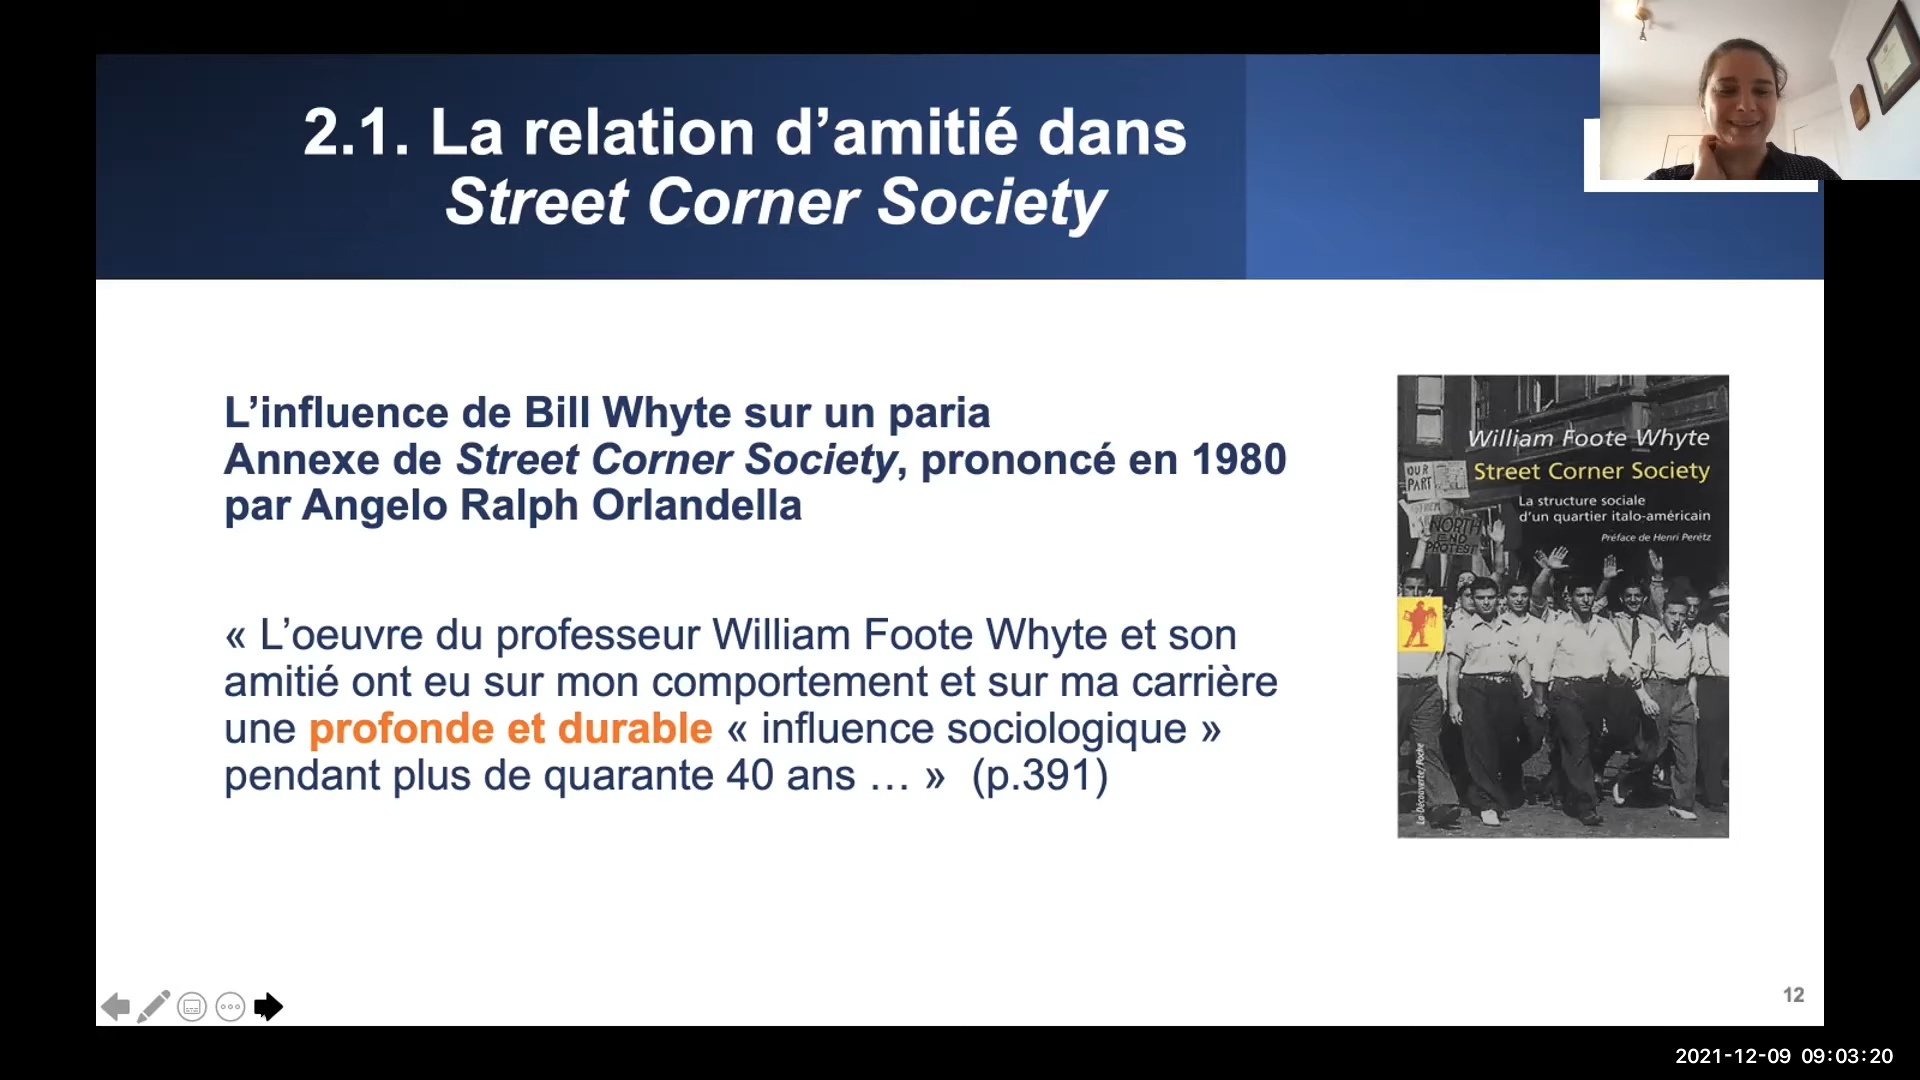 2.1. La relation d’amitié dans
Street Corner Society
L’influence de Bill Whyte sur un paria
Annexe de Street Corner Society, prononcé en 1980
par Angelo Ralph Orlandella
« L’oeuvre du professeur William Foote Whyte et son
amitié ont eu sur mon comportement et sur ma carrière
une profonde et durable « influence sociologique »
pendant plus de quarante 40 ans … » (p.391)
William Foote Whyte
Street Corner Society
La structure sociale
d’un quartier italo-américain
Préface de Henri Peretz
OUR
PART
NORTH
END
PROTEST
La Découverte/Poche
12
2021-12-09 09:03:20